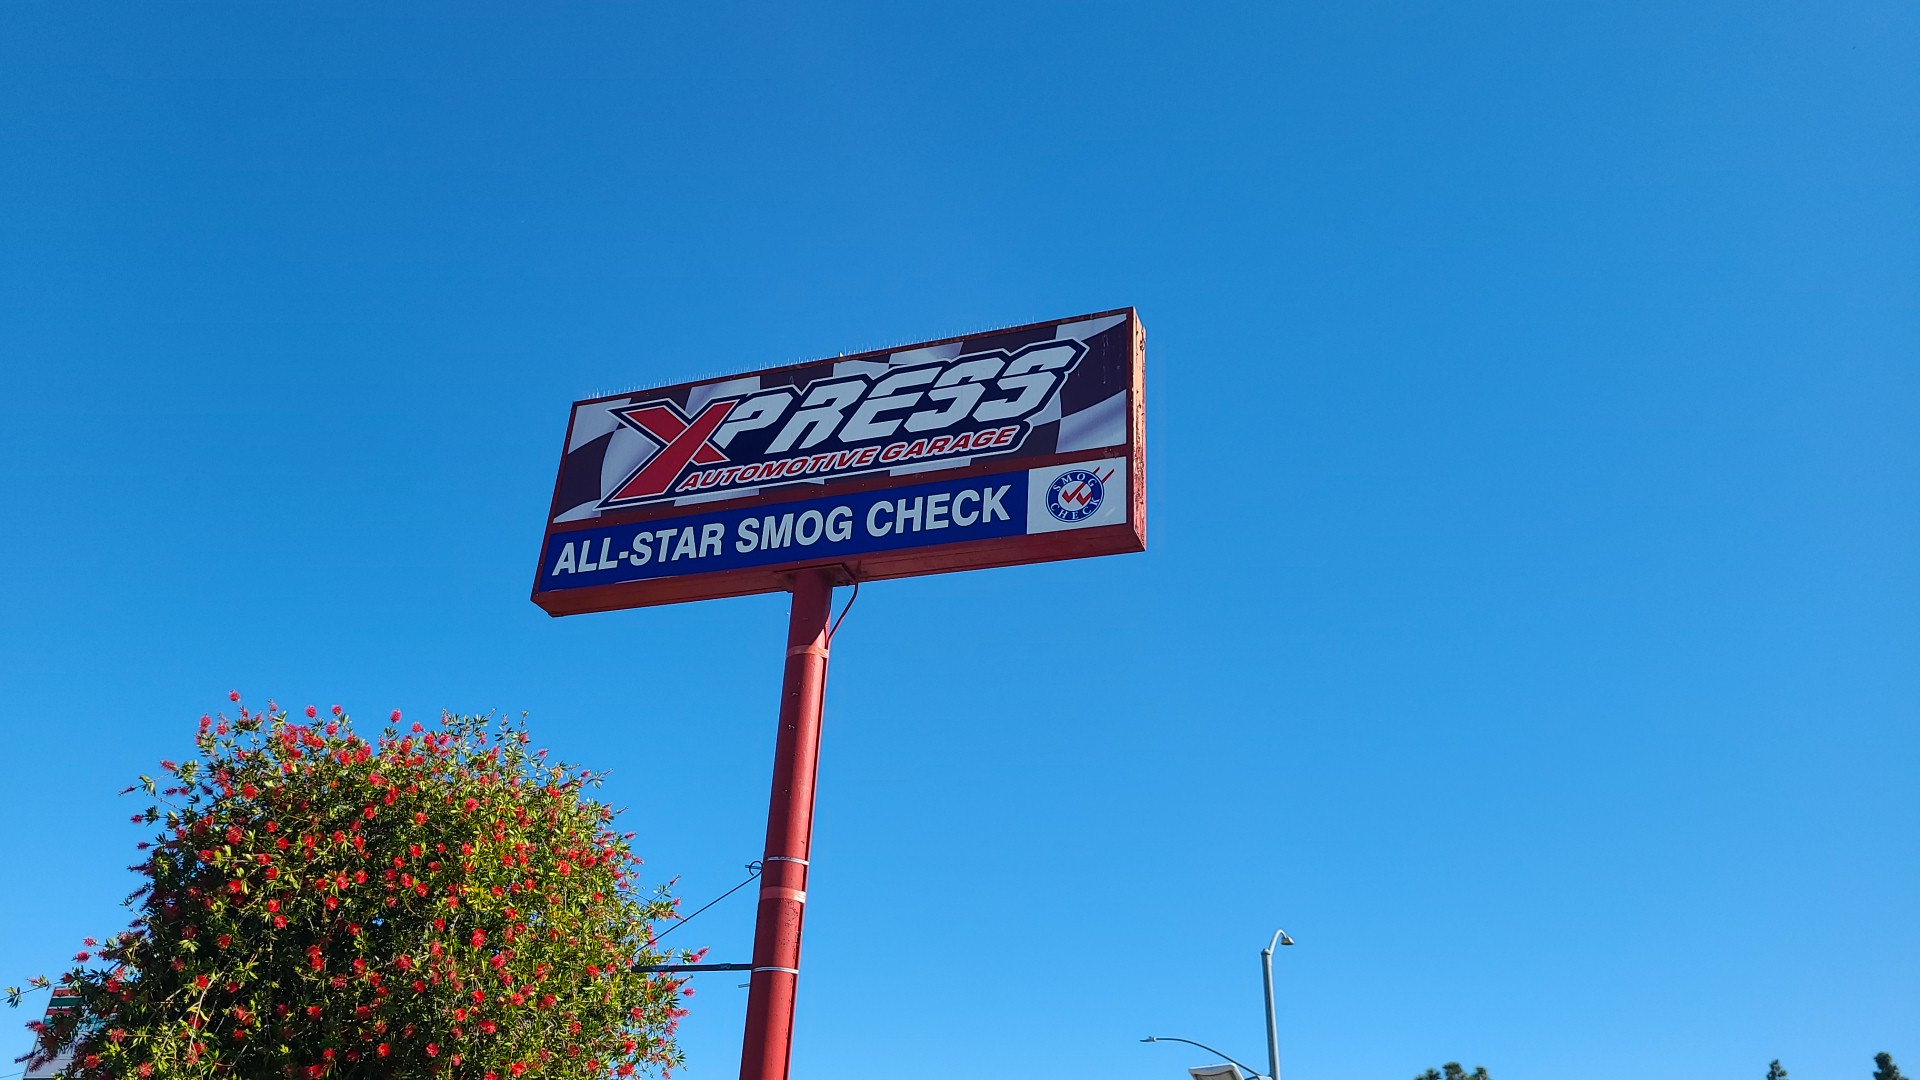 XPRESS
AUTOMOTIVE GARAGE
ALL-STAR SMOG CHECK
SMOG
CHECK